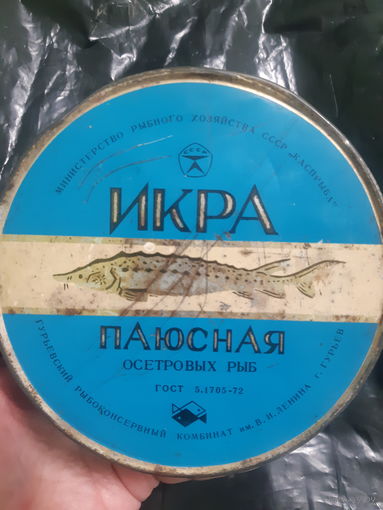 МИНИСТЕРСТВО РЫБНОГО ХОЗЯЙСТВА СССР "КАСПРЫБА"
СССР
ИКРА
ПАЮСНАЯ
ОСЕТРОВЫХ РЫБ
ГОСТ 5.1705-72
ГУРЬЕВСКИЙ РЫБОКОНСЕРВНЫЙ КОМБИНАТ им. В. И. ЛЕНИНА г. ГУРЬЕВ